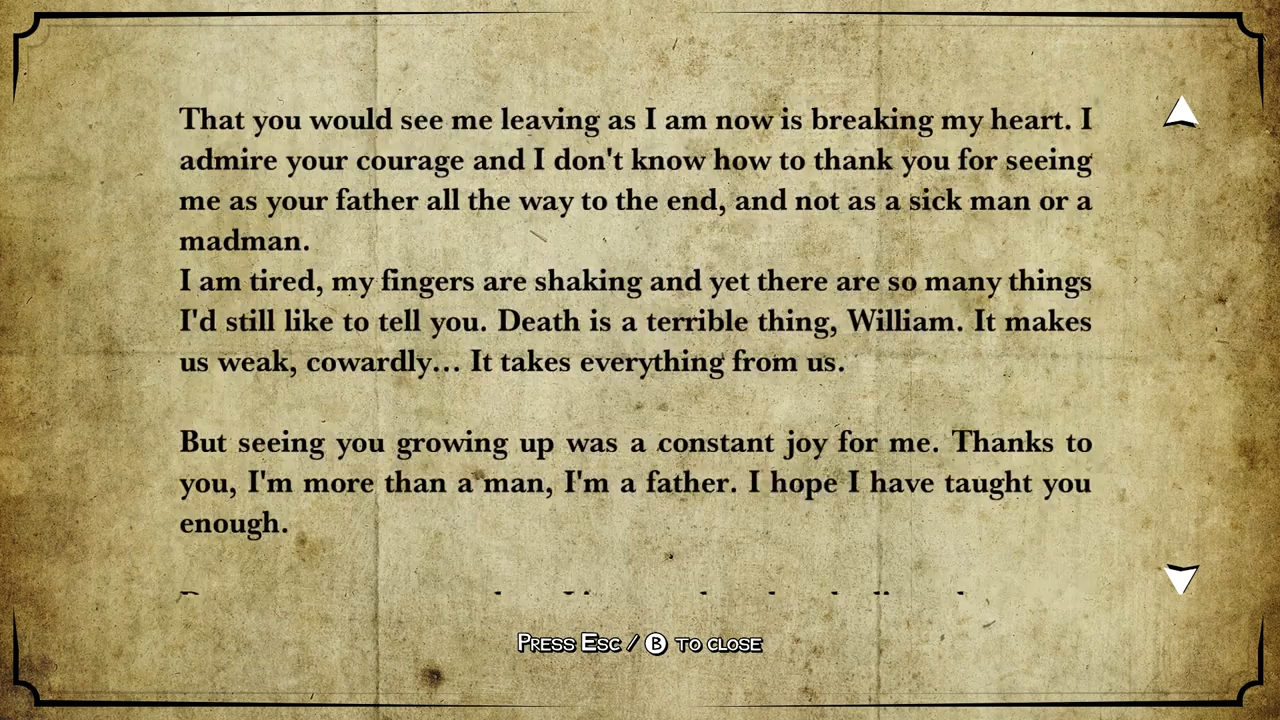 That you would see me leaving as I am now is breaking my heart. I
admire your courage and I don't know how to thank you for seeing
me as your father all the way to the end, and not as a sick man or a
madman.
I am tired, my fingers are shaking and yet there are so many things
I'd still like to tell you. Death is a terrible thing, William. It makes
us weak, cowardly... It takes everything from us.
But seeing you growing up was a constant joy for me. Thanks to
you, I'm more than a man, I'm a father. I hope I have taught you
enough.
Press Esc / B to close